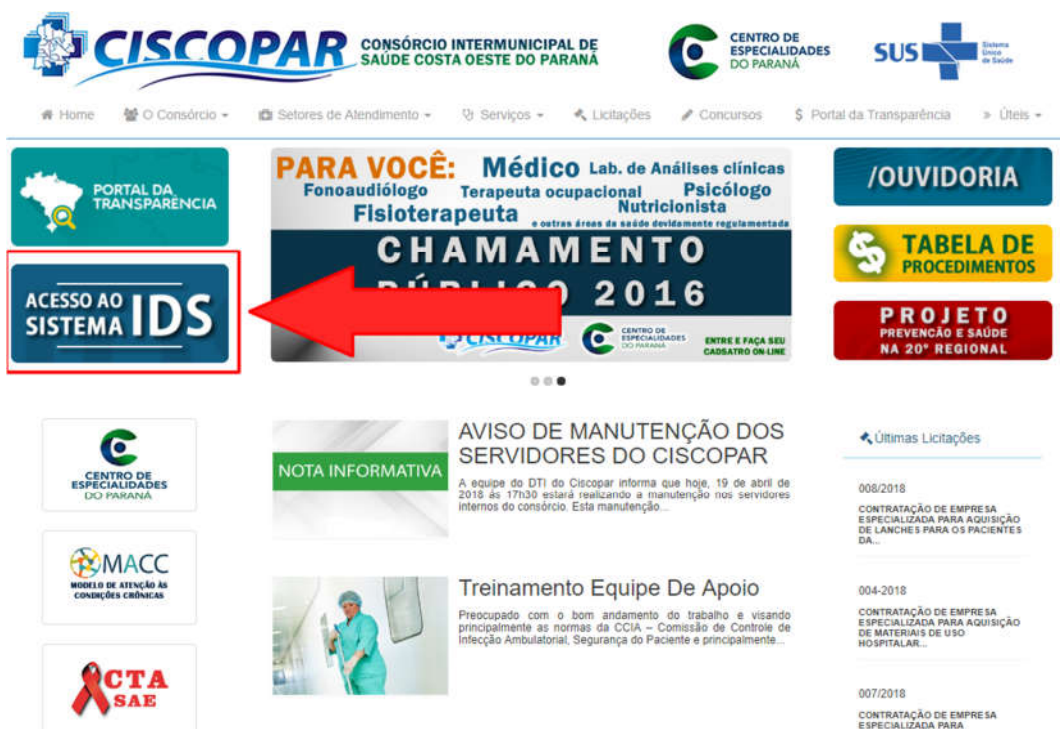 CISCOPAR
CONSÓRCIO INTERMUNICIPAL DE
SAÚDE COSTA OESTE DO PARANÁ
CENTRO DE
ESPECIALIDADES
DO PARANÁ
SUS
Sistema
Único
de Saúde
Home O Consórcio Setores de Atendimento Serviços Licitações Concursos $ Portal da Transparência » Úteis
PORTAL DA
TRANSPARÊNCIA
ACESSO AO
SISTEMA IDS
PARA VOCÊ: Médico Lab. de Análises clínicas
Fonoaudiólogo Terapeuta ocupacional Psicólogo
Fisioterapeuta Nutricionista
e outras áreas da saúde devidamente regulamentada
CHAMAMENTO
PÚBLICO 2016
CISCOPAR
CENTRO DE
ESPECIALIDADES
DO PARANÁ
ENTRE E FAÇA SEU
CADSATRO ON-LINE
/OUVIDORIA
TABELA DE
PROCEDIMENTOS
PROJETO
PREVENCÃO E SAÚDE
NA 20º REGIONAL
CENTRO DE
ESPECIALIDADES
DO PARANÁ
MACC
MODELO DE ATENÇÃO ÀS
CONDIÇÕES CRÔNICAS
CTA
SAE
NOTA INFORMATIVA
AVISO DE MANUTENÇÃO DOS
SERVIDORES DO CISCOPAR
A equipe do DTI do Ciscopar informa que hoje, 19 de abril de
2018 às 17h30 estará realizando a manutenção nos servidores
internos do consórcio. Esta manutenção...
Treinamento Equipe De Apoio
Preocupado com o bom andamento do trabalho e visando
principalmente as normas da CCIA – Comissão de Controle de
Infecção Ambulatorial, Segurança do Paciente e principalmente...
Últimas Licitações
008/2018
CONTRATAÇÃO DE EMPRESA
ESPECIALIZADA PARA AQUISIÇÃO
DE LANCHES PARA OS PACIENTES
DA...
004-2018
CONTRATAÇÃO DE EMPRESA
ESPECIALIZADA PARA AQUISIÇÃO
DE MATERIAIS DE USO
HOSPITALAR...
007/2018
CONTRATAÇÃO DE EMPRESA
ESPECIALIZADA PARA